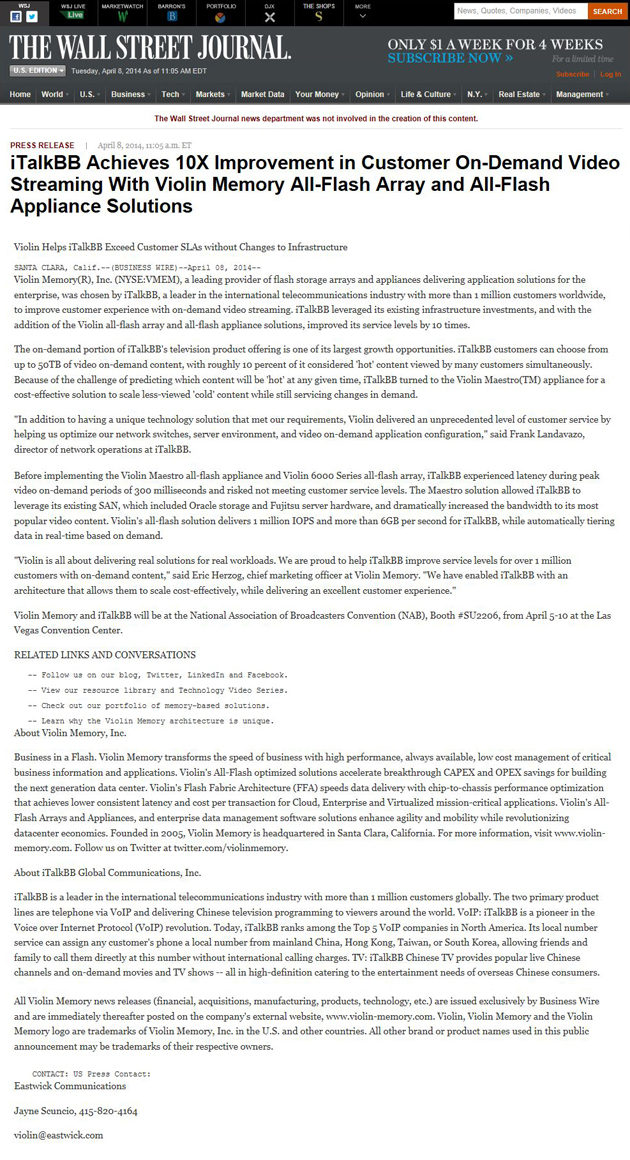 WSJ
WSJ LIVE
MARKETWATCH
BARRON'S
PORTFOLIO
DJX
THE SHOPS
MORE
Live
W
B
S
News, Quotes, Companies, Videos
SEARCH
THE WALL STREET JOURNAL.
ONLY $1 A WEEK FOR 4 WEEKS
SUBSCRIBE NOW »
For a limited time
U.S. EDITION
Tuesday, April 8, 2014 As of 11:05 AM EDT
Subscribe | Log In
Home World U.S. Business Tech Markets Market Data Your Money Opinion Life & Culture N.Y. Real Estate Management
The Wall Street Journal news department was not involved in the creation of this content.
PRESS RELEASE | April 8, 2014, 11:05 a.m. ET
iTalkBB Achieves 10X Improvement in Customer On-Demand Video
Streaming With Violin Memory All-Flash Array and All-Flash
Appliance Solutions
Violin Helps iTalkBB Exceed Customer SLAs without Changes to Infrastructure
SANTA CLARA, Calif.--(BUSINESS WIRE)--April 08, 2014--
Violin Memory(R), Inc. (NYSE:VMEM), a leading provider of flash storage arrays and appliances delivering application solutions for the
enterprise, was chosen by iTalkBB, a leader in the international telecommunications industry with more than 1 million customers worldwide,
to improve customer experience with on-demand video streaming. iTalkBB leveraged its existing infrastructure investments, and with the
addition of the Violin all-flash array and all-flash appliance solutions, improved its service levels by 10 times.
The on-demand portion of iTalkBB's television product offering is one of its largest growth opportunities. iTalkBB customers can choose from
up to 50TB of video on-demand content, with roughly 10 percent of it considered 'hot' content viewed by many customers simultaneously.
Because of the challenge of predicting which content will be 'hot' at any given time, iTalkBB turned to the Violin Maestro(TM) appliance for a
cost-effective solution to scale less-viewed 'cold' content while still servicing changes in demand.
"In addition to having a unique technology solution that met our requirements, Violin delivered an unprecedented level of customer service by
helping us optimize our network switches, server environment, and video on-demand application configuration," said Frank Landavazo,
director of network operations at iTalkBB.
Before implementing the Violin Maestro all-flash appliance and Violin 6000 Series all-flash array, iTalkBB experienced latency during peak
video on-demand periods of 300 milliseconds and risked not meeting customer service levels. The Maestro solution allowed iTalkBB to
leverage its existing SAN, which included Oracle storage and Fujitsu server hardware, and dramatically increased the bandwidth to its most
popular video content. Violin's all-flash solution delivers 1 million IOPS and more than 6GB per second for iTalkBB, while automatically tiering
data in real-time based on demand.
"Violin is all about delivering real solutions for real workloads. We are proud to help iTalkBB improve service levels for over 1 million
customers with on-demand content," said Eric Herzog, chief marketing officer at Violin Memory. "We have enabled iTalkBB with an
architecture that allows them to scale cost-effectively, while delivering an excellent customer experience."
Violin Memory and iTalkBB will be at the National Association of Broadcasters Convention (NAB), Booth #SU2206, from April 5-10 at the Las
Vegas Convention Center.
RELATED LINKS AND CONVERSATIONS
-- Follow us on our blog, Twitter, LinkedIn and Facebook.
-- View our resource library and Technology Video Series.
-- Check out our portfolio of memory-based solutions.
-- Learn why the Violin Memory architecture is unique.
About Violin Memory, Inc.
Business in a Flash. Violin Memory transforms the speed of business with high performance, always available, low cost management of critical
business information and applications. Violin's All-Flash optimized solutions accelerate breakthrough CAPEX and OPEX savings for building
the next generation data center. Violin's Flash Fabric Architecture (FFA) speeds data delivery with chip-to-chassis performance optimization
that achieves lower consistent latency and cost per transaction for Cloud, Enterprise and Virtualized mission-critical applications. Violin's All-
Flash Arrays and Appliances, and enterprise data management software solutions enhance agility and mobility while revolutionizing
datacenter economics. Founded in 2005, Violin Memory is headquartered in Santa Clara, California. For more information, visit www.violin-
memory.com. Follow us on Twitter at twitter.com/violinmemory.
About iTalkBB Global Communications, Inc.
iTalkBB is a leader in the international telecommunications industry with more than 1 million customers globally. The two primary product
lines are telephone via VoIP and delivering Chinese television programming to viewers around the world. VoIP: iTalkBB is a pioneer in the
Voice over Internet Protocol (VoIP) revolution. Today, iTalkBB ranks among the Top 5 VoIP companies in North America. Its local number
service can assign any customer's phone a local number from mainland China, Hong Kong, Taiwan, or South Korea, allowing friends and
family to call them directly at this number without international calling charges. TV: iTalkBB Chinese TV provides popular live Chinese
channels and on-demand movies and TV shows -- all in high-definition catering to the entertainment needs of overseas Chinese consumers.
All Violin Memory news releases (financial, acquisitions, manufacturing, products, technology, etc.) are issued exclusively by Business Wire
and are immediately thereafter posted on the company's external website, www.violin-memory.com. Violin, Violin Memory and the Violin
Memory logo are trademarks of Violin Memory, Inc. in the U.S. and other countries. All other brand or product names used in this public
announcement may be trademarks of their respective owners.
CONTACT: US Press Contact:
Eastwick Communications
Jayne Scuncio, 415-820-4164
violin@eastwick.com